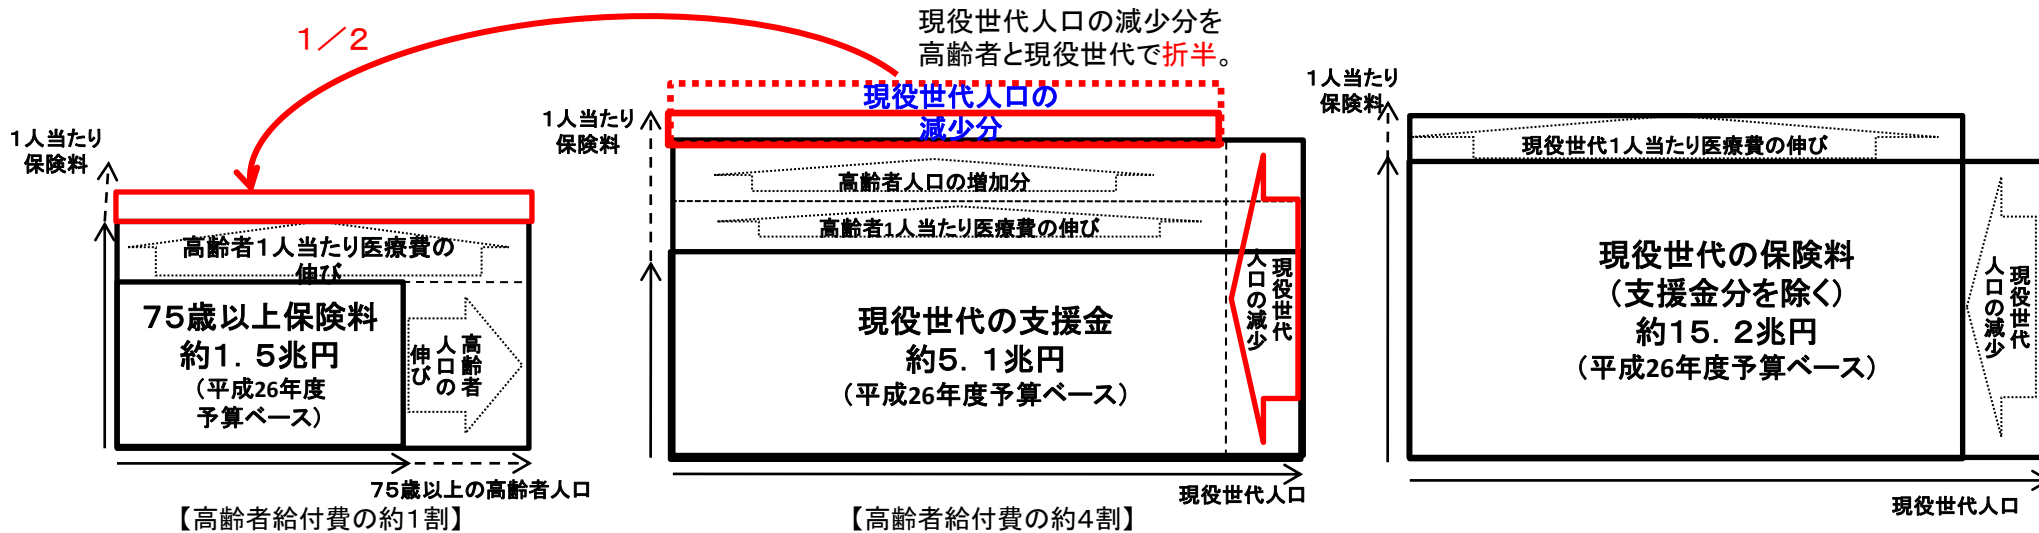 1/2
現役世代人口の減少分を
高齢者と現役世代で折半。
1人当たり
保険料
高齢者1人当たり医療費の
伸び
75歳以上保険料
約1.5兆円
(平成26年度
予算ベース)
高齢者
人口の
伸び
75歳以上の高齢者人口
【高齢者給付費の約1割】
1人当たり
保険料
現役世代人口の
減少分
高齢者人口の増加分
高齢者1人当たり医療費の伸び
現役世代の支援金
約5.1兆円
(平成26年度予算ベース)
現役世代
人口の減少
現役世代人口
【高齢者給付費の約4割】
1人当たり
保険料
現役世代1人当たり医療費の伸び
現役世代の保険料
(支援金分を除く)
約15.2兆円
(平成26年度予算ベース)
現役世代
人口の減少
現役世代人口